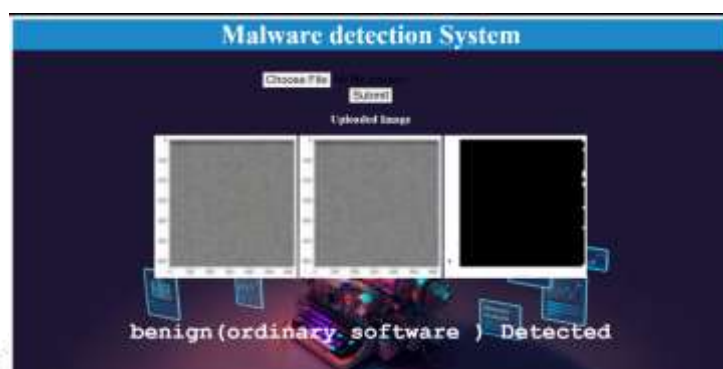 Malware detection System
Choose File
Submit
Uploaded Image
benign(ordinary software ) Detected